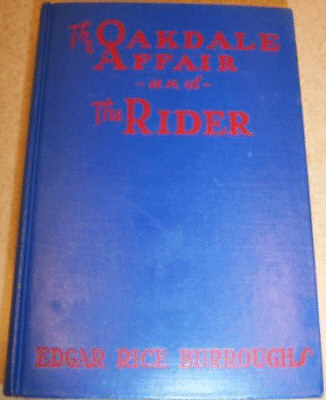 The OAKDALE
AFFAIR
-AND-
The RIDER
EDGAR RICE BURROUGHS